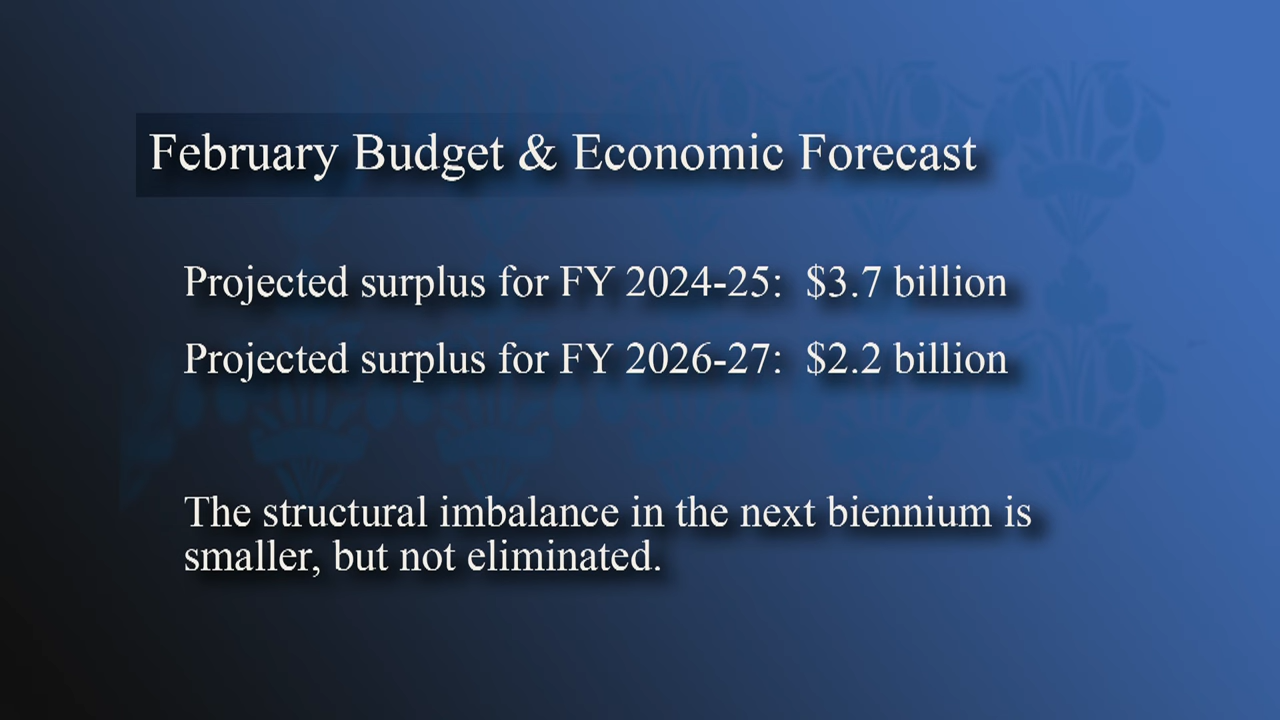 February Budget & Economic Forecast
Projected surplus for FY 2024-25: $3.7 billion
Projected surplus for FY 2026-27: $2.2 billion
The structural imbalance in the next biennium is
smaller, but not eliminated.